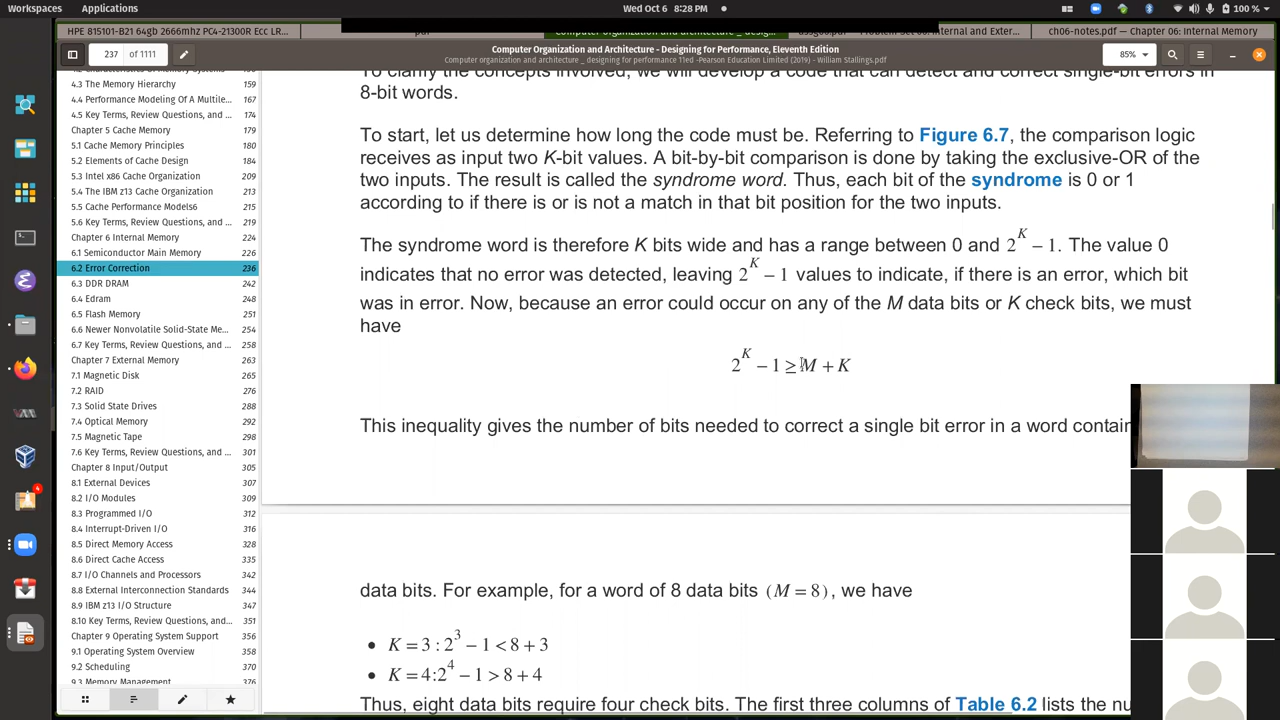 Workspaces Applications Wed Oct 6 8:28 PM 100 %
HPE 815101-B21 64gb 2666mhz PC4-21300R Ecc LR...
ch06-notes.pdf — Chapter 06: Internal Memory
237 of 1111
Computer Organization and Architecture - Designing for Performance, Eleventh Edition
Computer organization and architecture _ designing for performance 11ed -Pearson Education Limited (2019) - William Stallings.pdf
85%
4.3 The Memory Hierarchy 159
4.4 Performance Modeling Of A Multile... 167
4.5 Key Terms, Review Questions, and ... 174
Chapter 5 Cache Memory 179
5.1 Cache Memory Principles 180
5.2 Elements of Cache Design 184
5.3 Intel x86 Cache Organization 209
5.4 The IBM z13 Cache Organization 213
5.5 Cache Performance Models6 215
5.6 Key Terms, Review Questions, and ... 219
Chapter 6 Internal Memory 224
6.1 Semiconductor Main Memory 226
6.2 Error Correction 236
6.3 DDR DRAM 242
6.4 Edram 248
6.5 Flash Memory 251
6.6 Newer Nonvolatile Solid-State Me... 254
6.7 Key Terms, Review Questions, and ... 258
Chapter 7 External Memory 263
7.1 Magnetic Disk 265
7.2 RAID 276
7.3 Solid State Drives 288
7.4 Optical Memory 292
7.5 Magnetic Tape 298
7.6 Key Terms, Review Questions, and ... 301
Chapter 8 Input/Output 305
8.1 External Devices 307
8.2 I/O Modules 309
8.3 Programmed I/O 312
8.4 Interrupt-Driven I/O 316
8.5 Direct Memory Access 328
8.6 Direct Cache Access 335
8.7 I/O Channels and Processors 342
8.8 External Interconnection Standards 344
8.9 IBM z13 I/O Structure 347
8.10 Key Terms, Review Questions, and... 351
Chapter 9 Operating System Support 356
9.1 Operating System Overview 358
9.2 Scheduling 370
9.3 Memory Management 376
4
To clarify the concepts involved, we will develop a code that can detect and correct single-bit errors in
8-bit words.
To start, let us determine how long the code must be. Referring to Figure 6.7, the comparison logic
receives as input two K-bit values. A bit-by-bit comparison is done by taking the exclusive-OR of the
two inputs. The result is called the syndrome word. Thus, each bit of the syndrome is 0 or 1
according to if there is or is not a match in that bit position for the two inputs.
The syndrome word is therefore K bits wide and has a range between 0 and 2^K − 1. The value 0
indicates that no error was detected, leaving 2^K − 1 values to indicate, if there is an error, which bit
was in error. Now, because an error could occur on any of the M data bits or K check bits, we must
have
2^K − 1 ≥ M + K
This inequality gives the number of bits needed to correct a single bit error in a word
data bits. For example, for a word of 8 data bits (M = 8), we have
• K = 3 : 2^3 − 1 < 8 + 3
• K = 4:2^4 − 1 > 8 + 4
Thus, eight data bits require four check bits. The first three columns of Table 6.2 lists the